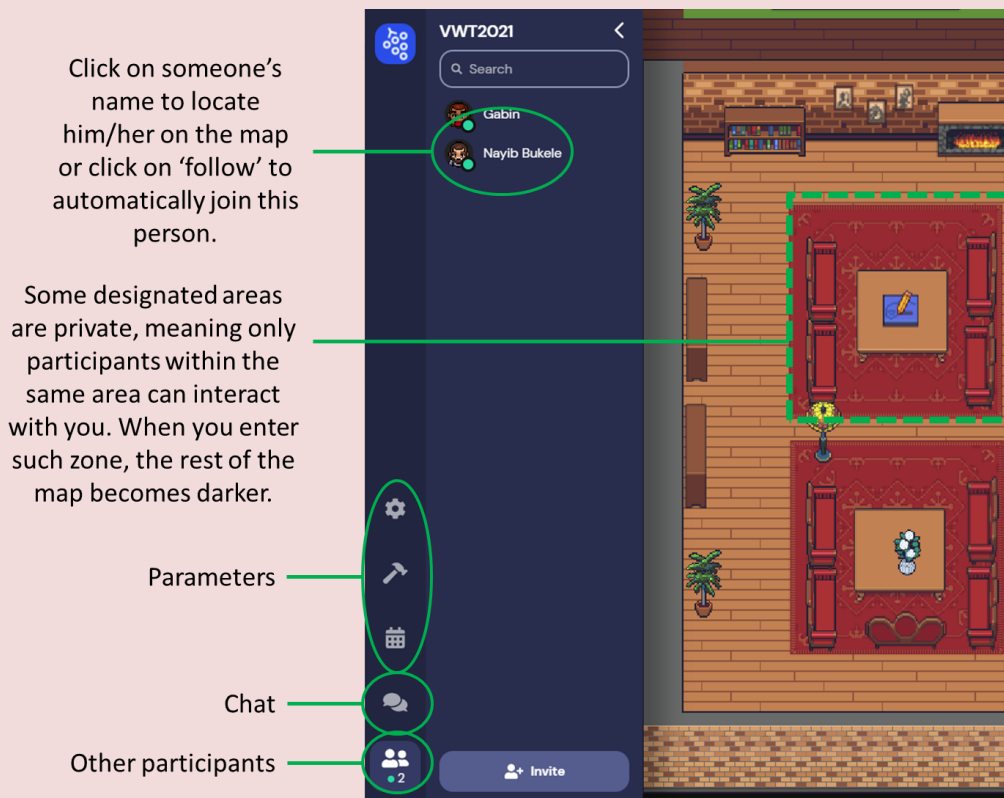 Click on someone’s
name to locate
him/her on the map
or click on ‘follow’ to
automatically join this
person.
Some designated areas
are private, meaning only
participants within the
same area can interact
with you. When you enter
such zone, the rest of the
map becomes darker.
Parameters
Chat
Other participants
VWT2021
Search
Gabin
Nayib Bukele
2
Invite